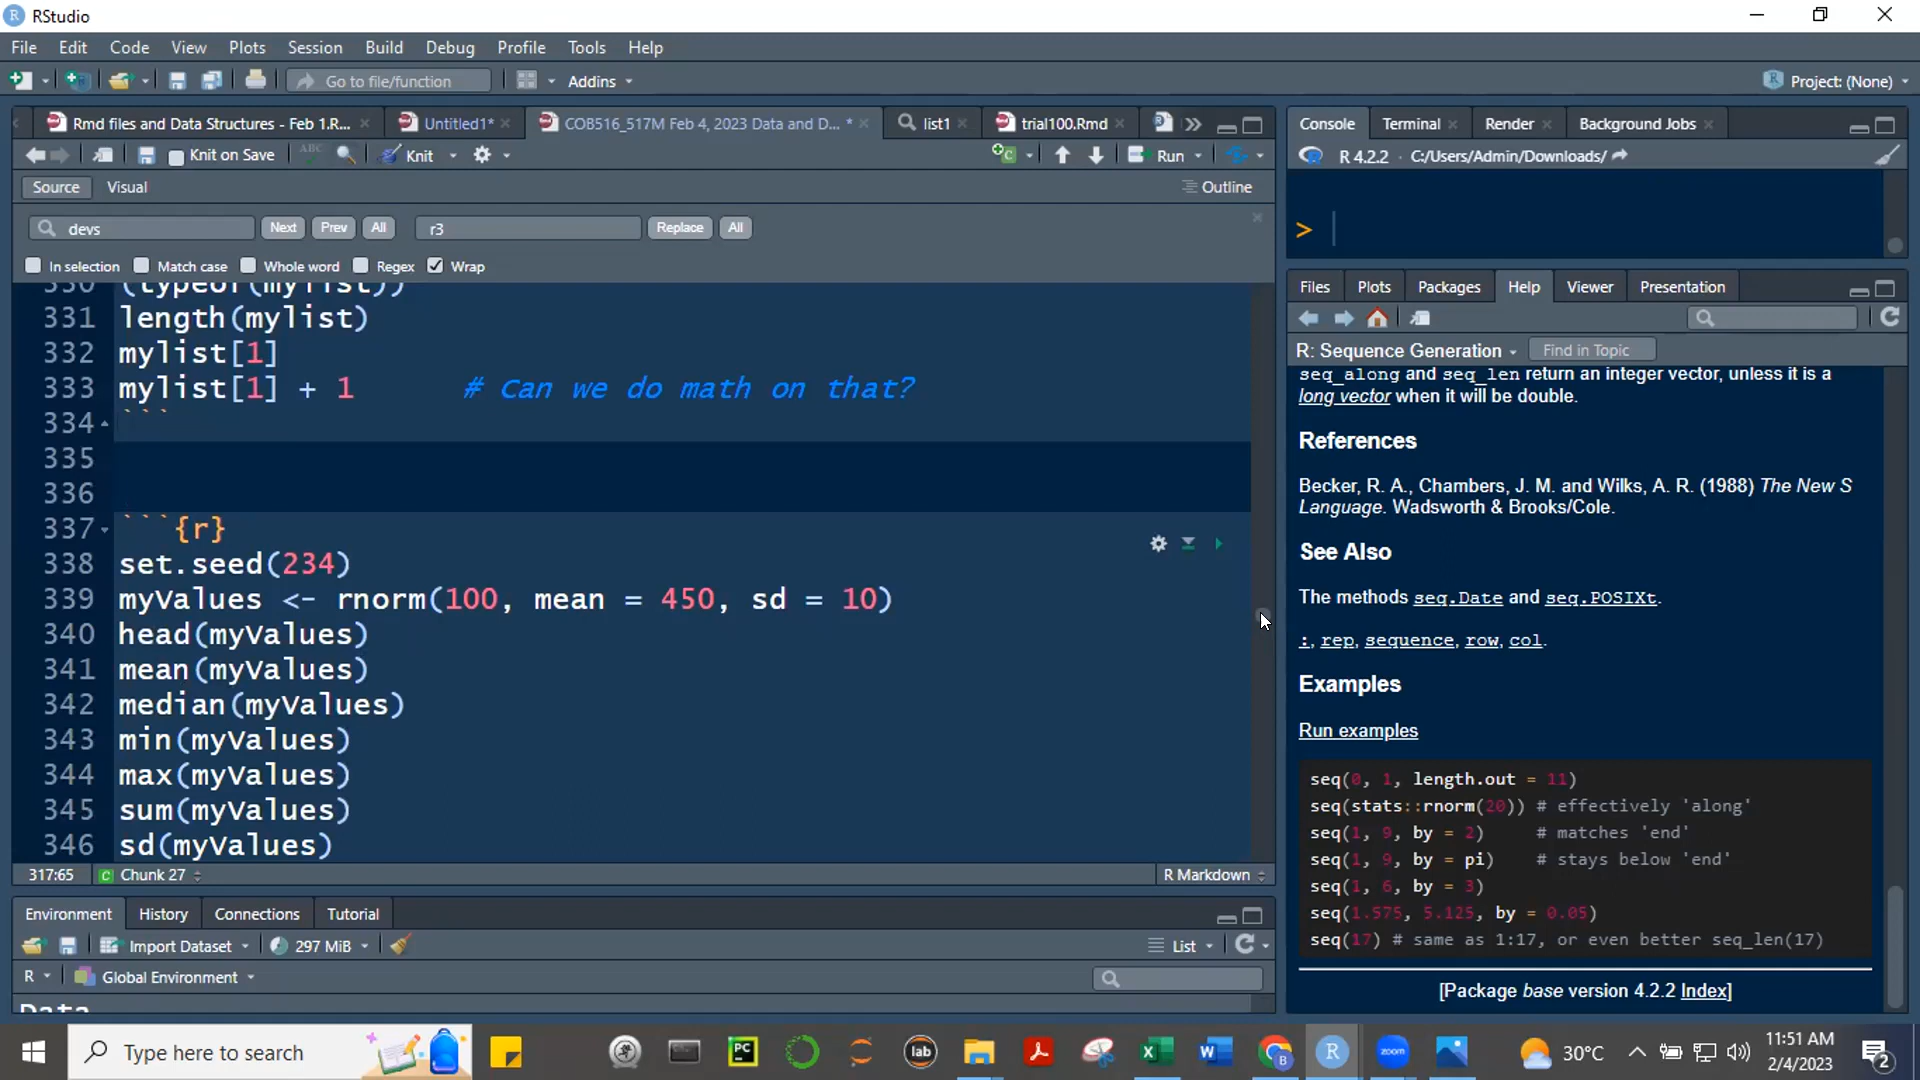 RStudio
File Edit Code View Plots Session Build Debug Profile Tools Help
Go to file/function Addins Project: (None)
Rmd files and Data Structures - Feb 1.R... Untitled1* COB516_517M Feb 4, 2023 Data and D... * list1 trial100.Rmd
Knit on Save ABC Knit Run
Source Visual Outline
devs Next Prev All r3 Replace All
In selection Match case Whole word Regex Wrap
330 (typeof(mylist))
331 length(mylist)
332 mylist[1]
333 mylist[1] + 1 # Can we do math on that?
334 ```
335
336
337 ```{r}
338 set.seed(234)
339 myValues <- rnorm(100, mean = 450, sd = 10)
340 head(myValues)
341 mean(myValues)
342 median(myValues)
343 min(myValues)
344 max(myValues)
345 sum(myValues)
346 sd(myValues)
317:65 C Chunk 27 R Markdown
Environment History Connections Tutorial
Import Dataset 297 MiB List
R Global Environment
Data
Console Terminal Render Background Jobs
R 4.2.2 · C:/Users/Admin/Downloads/
>
Files Plots Packages Help Viewer Presentation
R: Sequence Generation Find in Topic
seq_along and seq_len return an integer vector, unless it is a
long vector when it will be double.
References
Becker, R. A., Chambers, J. M. and Wilks, A. R. (1988) The New S
Language. Wadsworth & Brooks/Cole.
See Also
The methods seq.Date and seq.POSIXt.
:, rep, sequence, row, col.
Examples
Run examples
seq(0, 1, length.out = 11)
seq(stats::rnorm(20)) # effectively 'along'
seq(1, 9, by = 2) # matches 'end'
seq(1, 9, by = pi) # stays below 'end'
seq(1, 6, by = 3)
seq(1.575, 5.125, by = 0.05)
seq(17) # same as 1:17, or even better seq_len(17)
[Package base version 4.2.2 Index]
Type here to search PC lab zoom 30°C 11:51 AM
2/4/2023
2